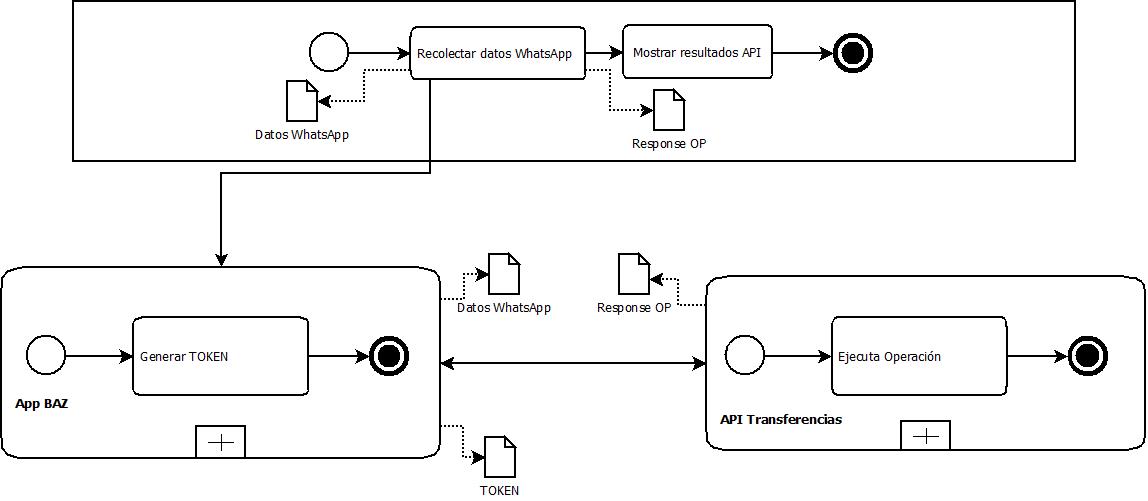 Recolectar datos WhatsApp
Mostrar resultados API
Datos WhatsApp
Response OP
Datos WhatsApp
Response OP
Generar TOKEN
Ejecuta Operación
App BAZ
API Transferencias
TOKEN